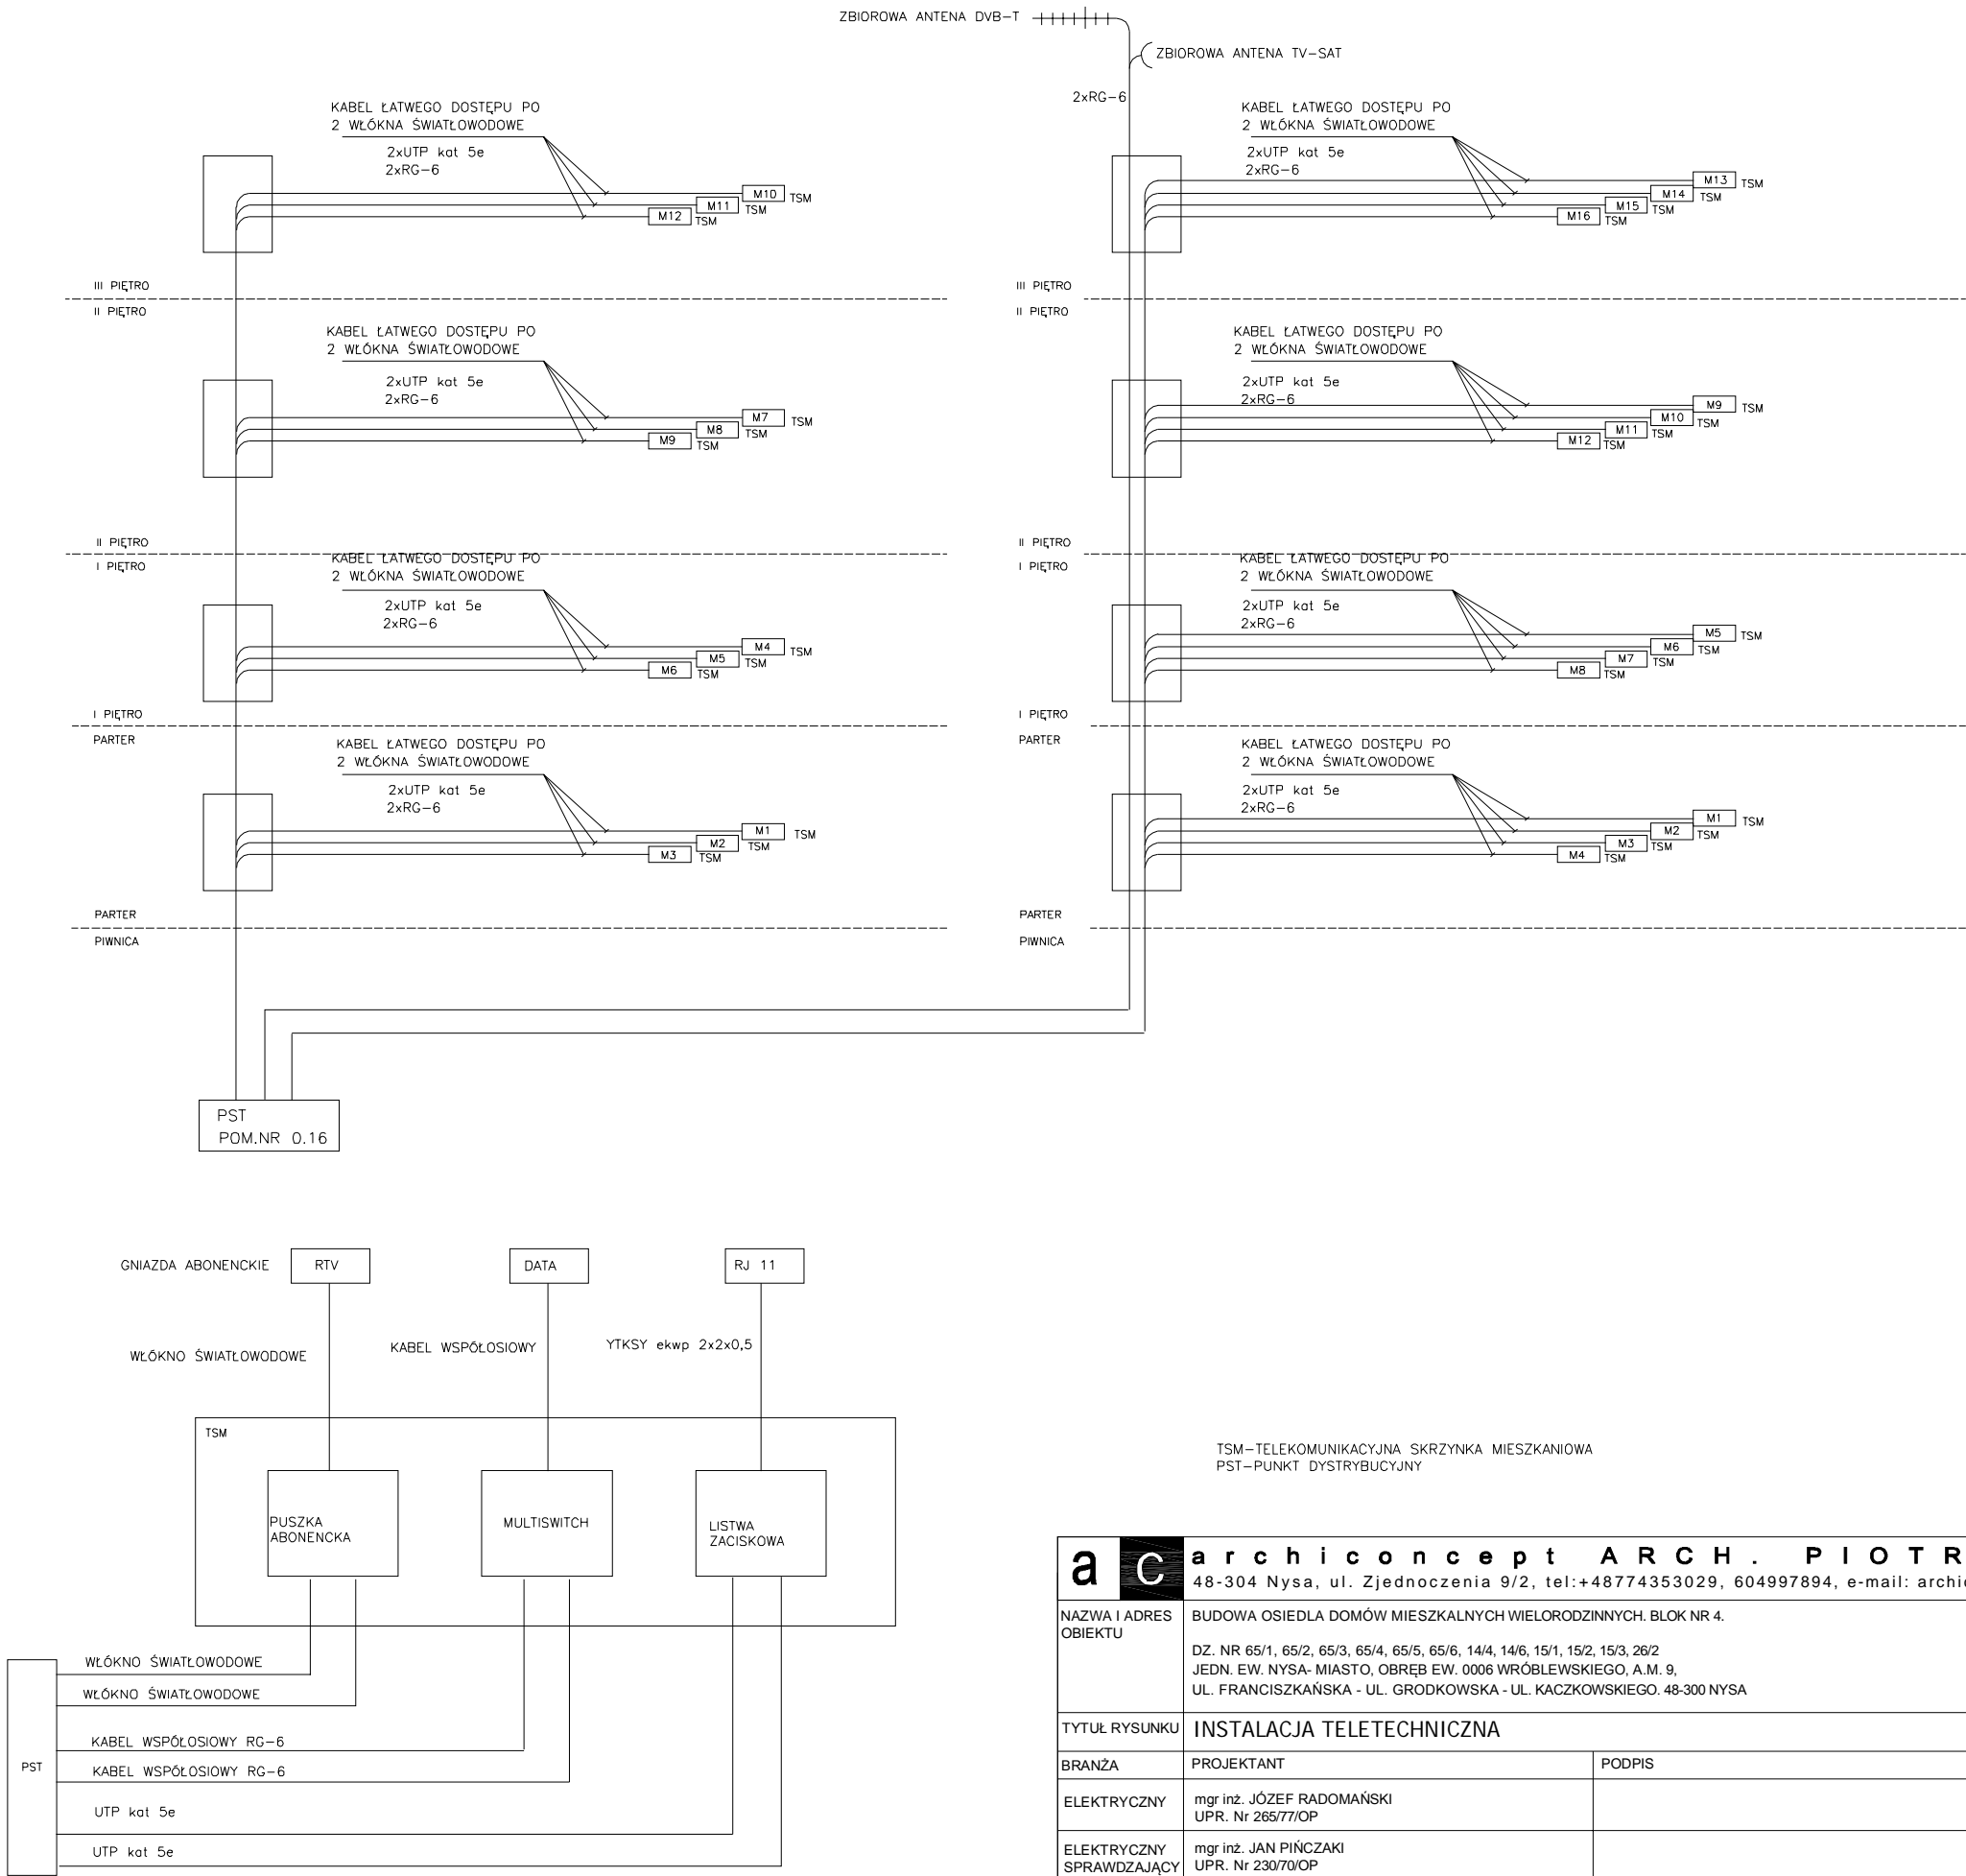 ZBIOROWA ANTENA DVB-T
ZBIOROWA ANTENA TV-SAT
2xRG-6
KABEL ŁATWEGO DOSTĘPU PO
2 WŁÓKNA ŚWIATŁOWODOWE
2xUTP kat 5e
2xRG-6
M10 TSM
M11 TSM
M12 TSM
KABEL ŁATWEGO DOSTĘPU PO
2 WŁÓKNA ŚWIATŁOWODOWE
2xUTP kat 5e
2xRG-6
M13 TSM
M14 TSM
M15 TSM
M16 TSM
III PIĘTRO
II PIĘTRO
III PIĘTRO
II PIĘTRO
KABEL ŁATWEGO DOSTĘPU PO
2 WŁÓKNA ŚWIATŁOWODOWE
2xUTP kat 5e
2xRG-6
M7 TSM
M8 TSM
M9 TSM
KABEL ŁATWEGO DOSTĘPU PO
2 WŁÓKNA ŚWIATŁOWODOWE
2xUTP kat 5e
2xRG-6
M9 TSM
M10 TSM
M11 TSM
M12 TSM
II PIĘTRO
I PIĘTRO
II PIĘTRO
I PIĘTRO
KABEL ŁATWEGO DOSTĘPU PO
2 WŁÓKNA ŚWIATŁOWODOWE
2xUTP kat 5e
2xRG-6
M4 TSM
M5 TSM
M6 TSM
KABEL ŁATWEGO DOSTĘPU PO
2 WŁÓKNA ŚWIATŁOWODOWE
2xUTP kat 5e
2xRG-6
M5 TSM
M6 TSM
M7 TSM
M8 TSM
I PIĘTRO
PARTER
I PIĘTRO
PARTER
KABEL ŁATWEGO DOSTĘPU PO
2 WŁÓKNA ŚWIATŁOWODOWE
2xUTP kat 5e
2xRG-6
M1 TSM
M2 TSM
M3 TSM
KABEL ŁATWEGO DOSTĘPU PO
2 WŁÓKNA ŚWIATŁOWODOWE
2xUTP kat 5e
2xRG-6
M1 TSM
M2 TSM
M3 TSM
M4 TSM
PARTER
PIWNICA
PARTER
PIWNICA
PST
POM.NR 0.16
GNIAZDA ABONENCKIE
RTV
DATA
RJ 11
WŁÓKNO ŚWIATŁOWODOWE
KABEL WSPÓŁOSIOWY
YTKSY ekwp 2x2x0,5
TSM
PUSZKA
ABONENCKA
MULTISWITCH
LISTWA
ZACISKOWA
PST
WŁÓKNO ŚWIATŁOWODOWE
WŁÓKNO ŚWIATŁOWODOWE
KABEL WSPÓŁOSIOWY RG-6
KABEL WSPÓŁOSIOWY RG-6
UTP kat 5e
UTP kat 5e
TSM-TELEKOMUNIKACYJNA SKRZYNKA MIESZKANIOWA
PST-PUNKT DYSTRYBUCYJNY
a c
archiconcept ARCH. PIOTR
48-304 Nysa, ul. Zjednoczenia 9/2, tel:+48774353029, 604997894, e-mail: archic
NAZWA I ADRES
OBIEKTU
BUDOWA OSIEDLA DOMÓW MIESZKALNYCH WIELORODZINNYCH. BLOK NR 4.
DZ. NR 65/1, 65/2, 65/3, 65/4, 65/5, 65/6, 14/4, 14/6, 15/1, 15/2, 15/3, 26/2
JEDN. EW. NYSA- MIASTO, OBRĘB EW. 0006 WRÓBLEWSKIEGO, A.M. 9,
UL. FRANCISZKAŃSKA - UL. GRODKOWSKA - UL. KACZKOWSKIEGO. 48-300 NYSA
TYTUŁ RYSUNKU
INSTALACJA TELETECHNICZNA
BRANŻA
PROJEKTANT
PODPIS
ELEKTRYCZNY
mgr inż. JÓZEF RADOMAŃSKI
UPR. Nr 265/77/OP
ELEKTRYCZNY
SPRAWDZAJĄCY
mgr inż. JAN PIŃCZAKI
UPR. Nr 230/70/OP